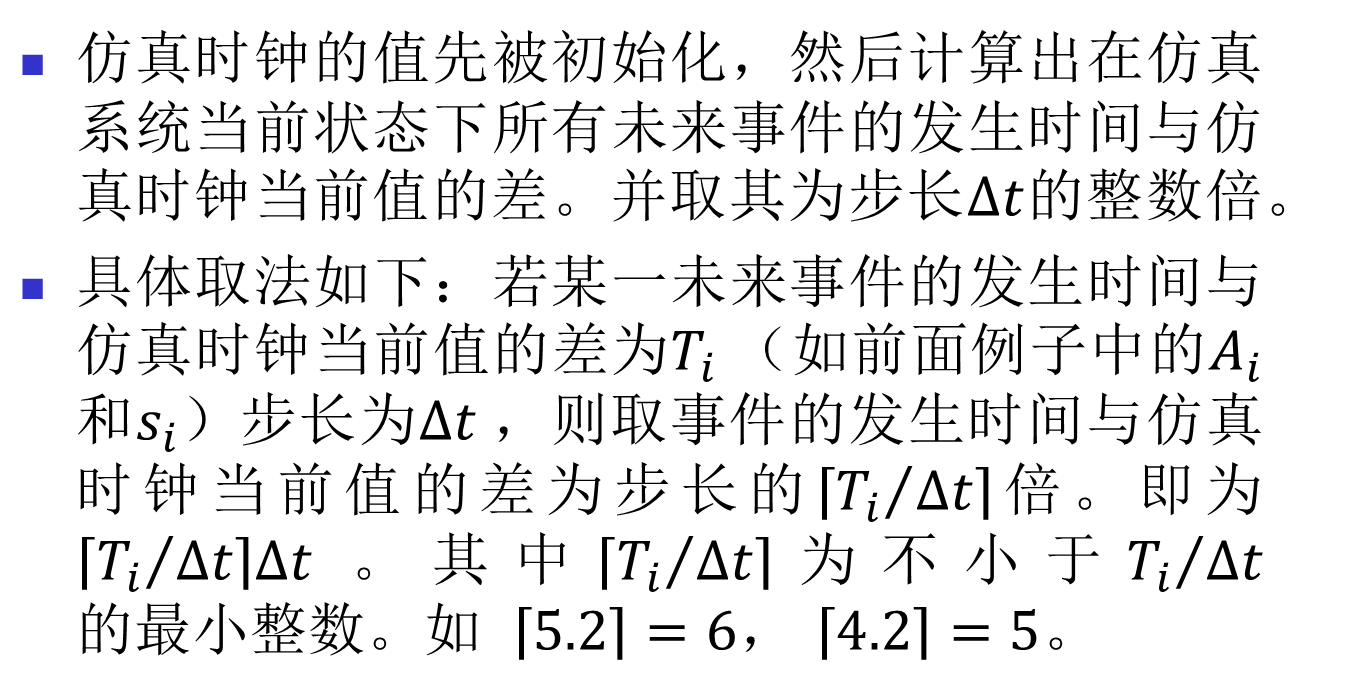 仿真时钟的值先被初始化，然后计算出在仿真
系统当前状态下所有未来事件的发生时间与仿
真时钟当前值的差。并取其为步长Δt的整数倍。
具体取法如下：若某一未来事件的发生时间与
仿真时钟当前值的差为Tᵢ（如前面例子中的Aᵢ
和sᵢ）步长为Δt，则取事件的发生时间与仿真
时钟当前值的差为步长的⌈Tᵢ/Δt⌉倍。即为
⌈Tᵢ/Δt⌉Δt 。其中⌈Tᵢ/Δt⌉为不小于Tᵢ/Δt
的最小整数。如 ⌈5.2⌉ = 6， ⌈4.2⌉ = 5。